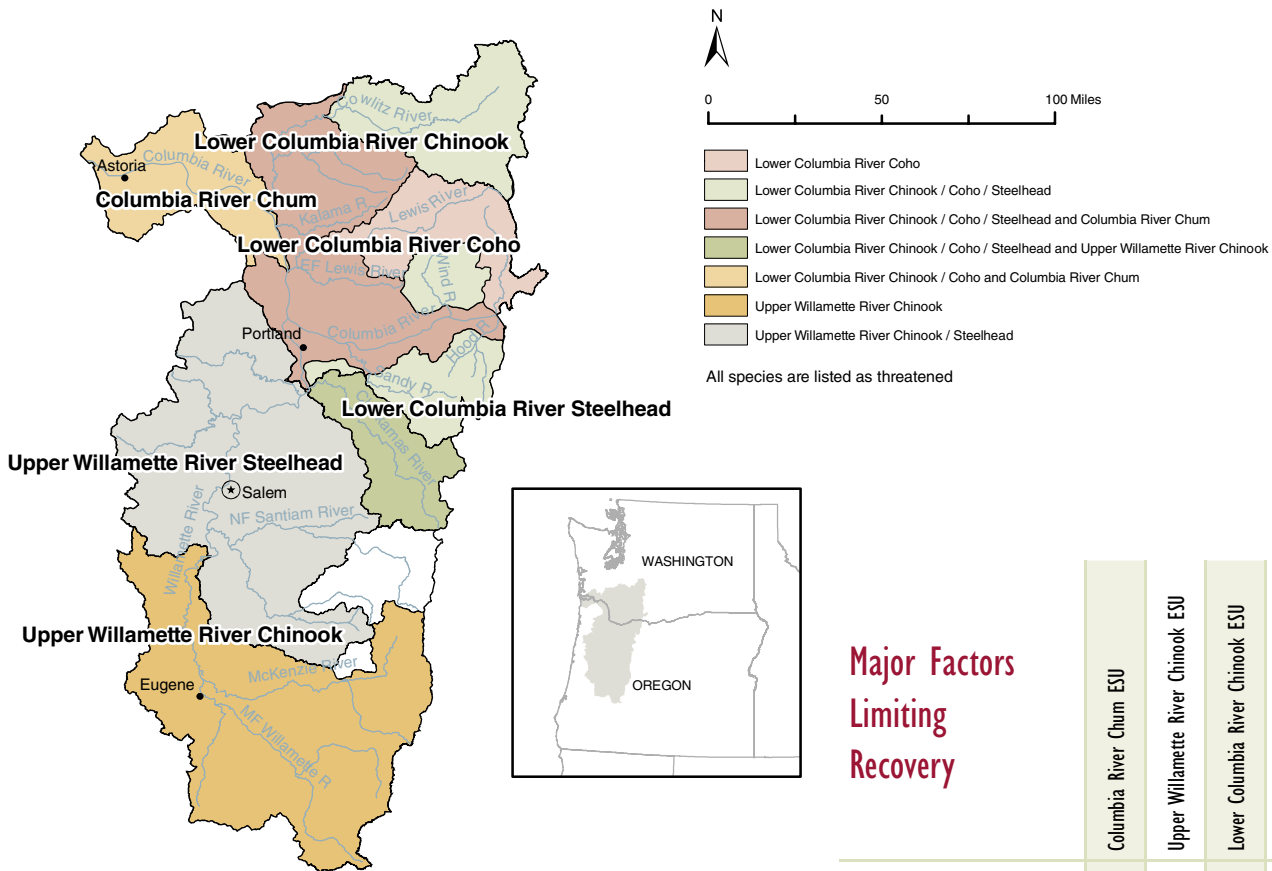 N
0 50 100 Miles
Lower Columbia River Coho
Lower Columbia River Chinook / Coho / Steelhead
Lower Columbia River Chinook / Coho / Steelhead and Columbia River Chum
Lower Columbia River Chinook / Coho / Steelhead and Upper Willamette River Chinook
Lower Columbia River Chinook / Coho and Columbia River Chum
Upper Willamette River Chinook
Upper Willamette River Chinook / Steelhead
All species are listed as threatened
Cowlitz River
Lower Columbia River Chinook
Columbia River
Astoria
Columbia River Chum
Kalama R
Lewis River
Lower Columbia River Coho
EF Lewis River
Wind R
Portland
Columbia River
Hood R
Sandy R
Lower Columbia River Steelhead
Upper Willamette River Steelhead
Salem
NF Santiam River
Willamette River
Upper Willamette River Chinook
McKenzie River
Eugene
MF Willamette R
WASHINGTON
OREGON
Major Factors
Limiting
Recovery
Columbia River Chum ESU
Upper Willamette River Chinook ESU
Lower Columbia River Chinook ESU